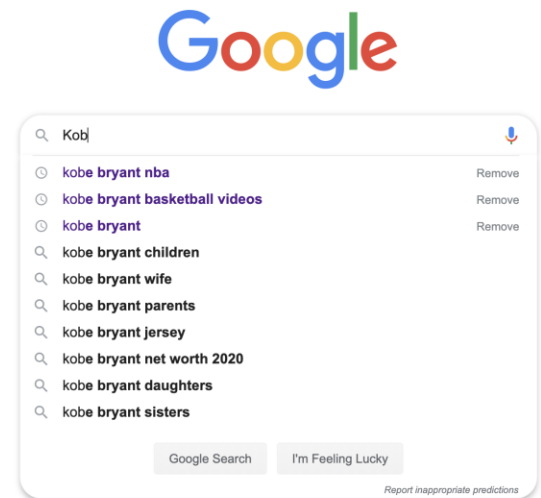 Google
Kob
kobe bryant nba Remove
kobe bryant basketball videos Remove
kobe bryant Remove
kobe bryant children
kobe bryant wife
kobe bryant parents
kobe bryant jersey
kobe bryant net worth 2020
kobe bryant daughters
kobe bryant sisters
Google Search I'm Feeling Lucky
Report inappropriate predictions